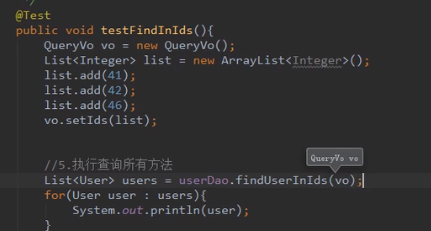 */
@Test
public void testFindInIds(){
QueryVo vo = new QueryVo();
List<Integer> list = new ArrayList<Integer>();
list.add(41);
list.add(42);
list.add(46);
vo.setIds(list);
QueryVo vo
//5.执行查询所有方法
List<User> users = userDao.findUserInIds(vo);
for(User user : users){
System.out.println(user);
}